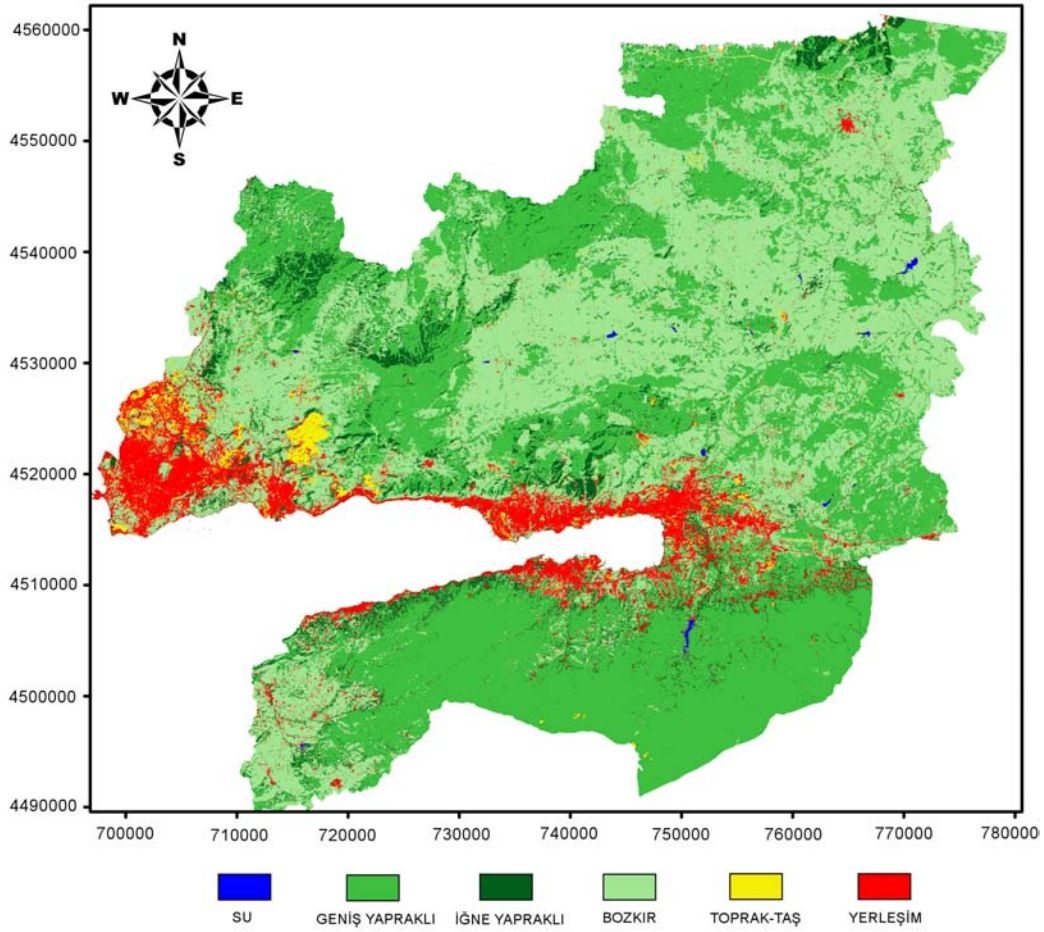 4560000
4550000
4540000
4530000
4520000
4510000
4500000
4490000
N
W E
S
700000 710000 720000 730000 740000 750000 760000 770000 780000
SU GENİŞ YAPRAKLI İĞNE YAPRAKLI BOZKIR TOPRAK-TAŞ YERLEŞİM